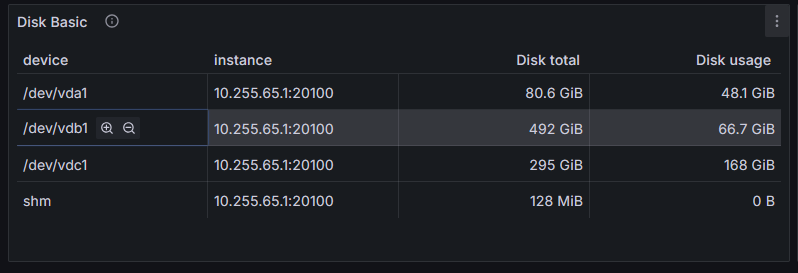 Disk Basic
device instance Disk total Disk usage
/dev/vda1 10.255.65.1:20100 80.6 GiB 48.1 GiB
/dev/vdb1 10.255.65.1:20100 492 GiB 66.7 GiB
/dev/vdc1 10.255.65.1:20100 295 GiB 168 GiB
shm 10.255.65.1:20100 128 MiB 0 B